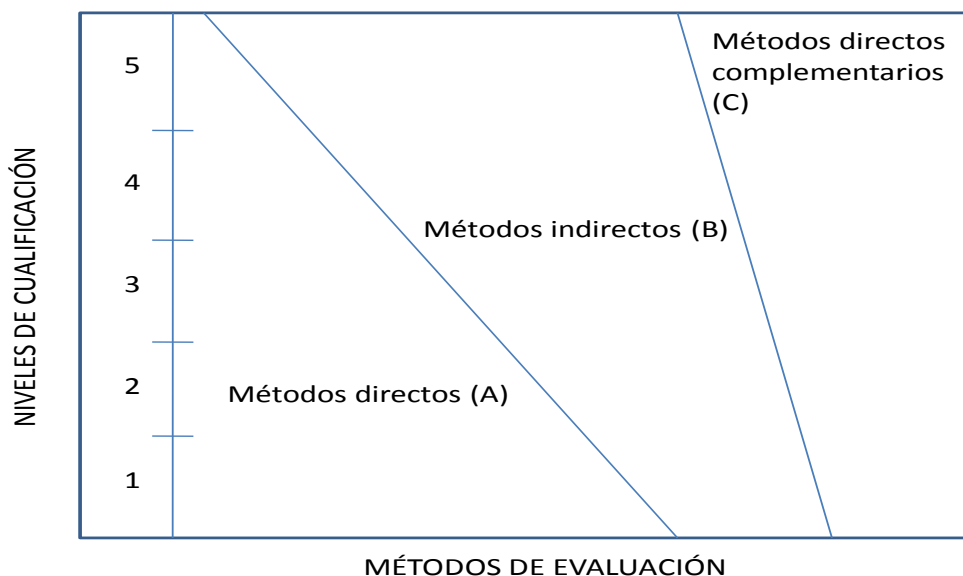 NIVELES DE CUALIFICACIÓN
5
4
3
2
1
Métodos directos
complementarios
(C)
Métodos indirectos (B)
Métodos directos (A)
MÉTODOS DE EVALUACIÓN